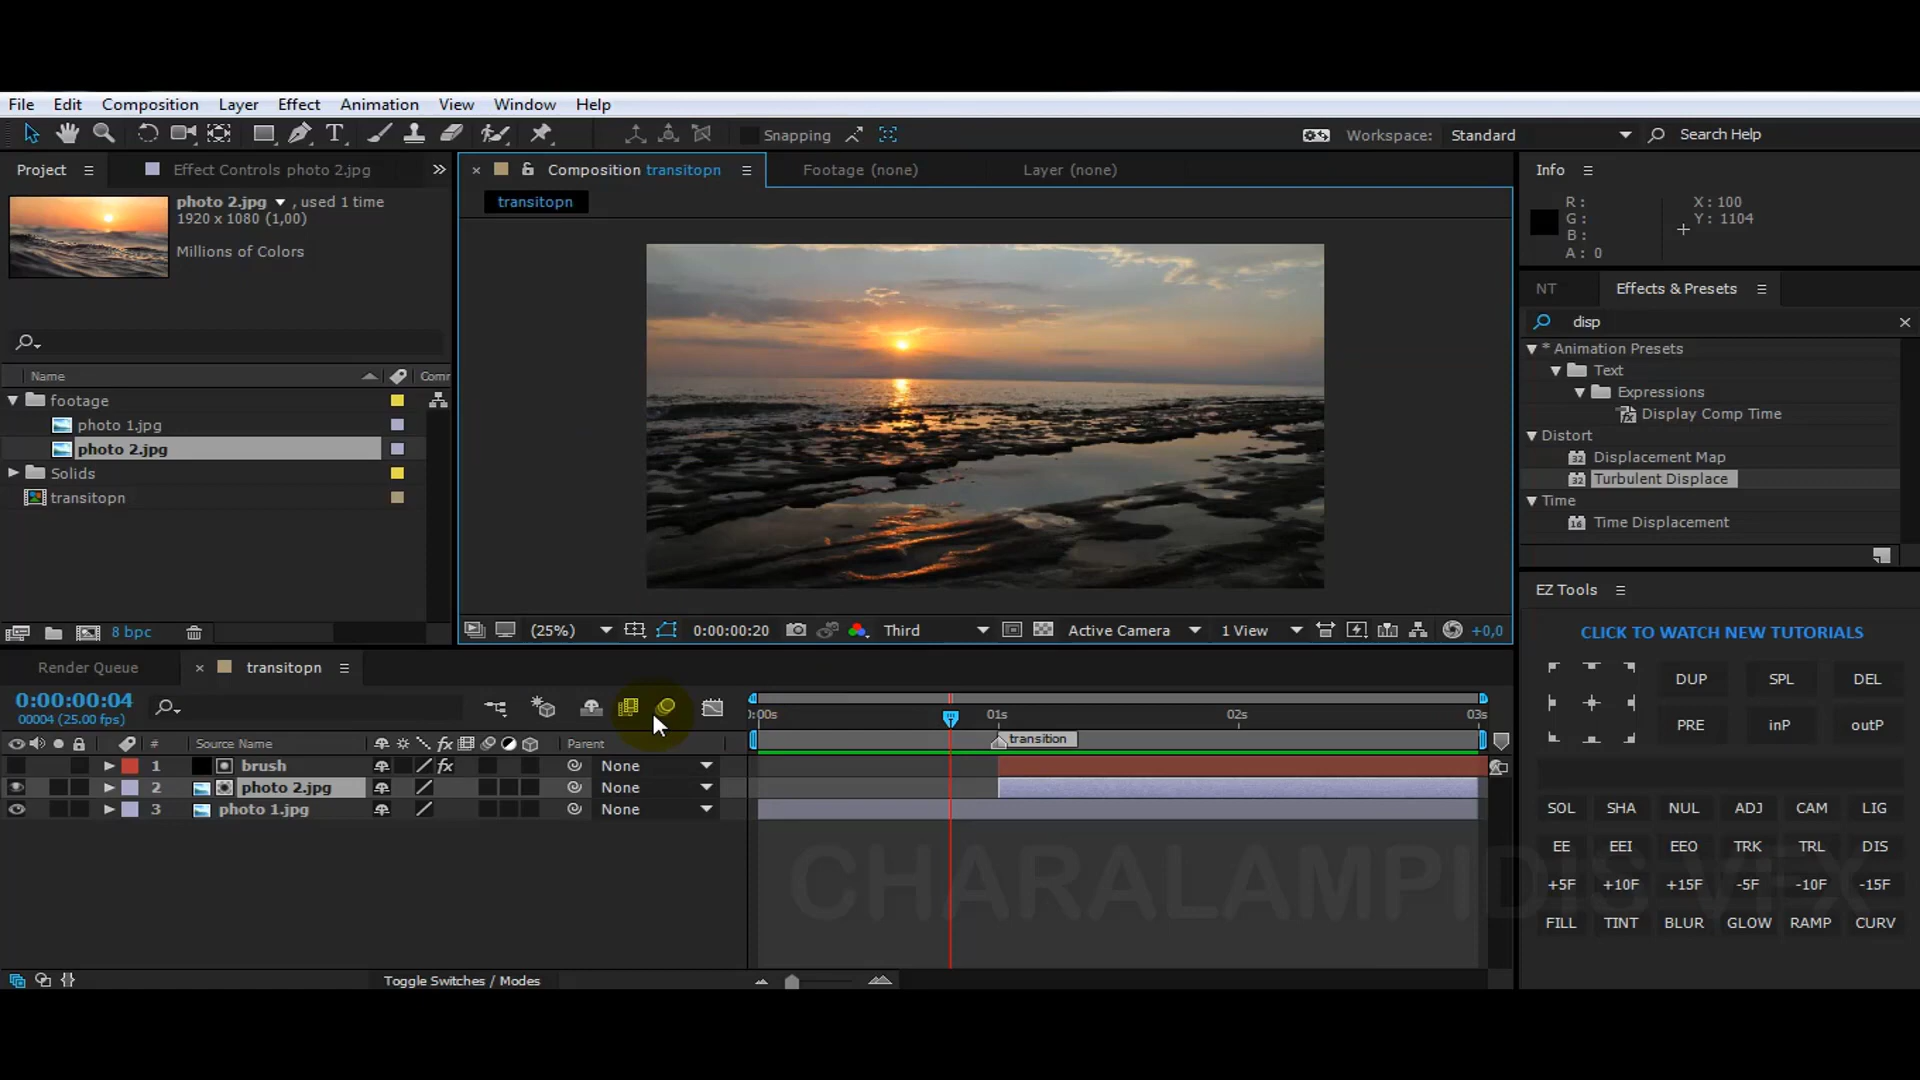 File Edit Composition Layer Effect Animation View Window Help
Snapping Workspace: Standard Search Help
Project Effect Controls photo 2.jpg
photo 2.jpg , used 1 time
1920 x 1080 (1,00)
Millions of Colors
Name Comm
footage
photo 1.jpg
photo 2.jpg
Solids
transitopn
8 bpc
Composition transitopn Footage (none) Layer (none)
transitopn
(25%) 0:00:00:20 Third Active Camera 1 View +0,0
Info
R: X: 100
G: Y: 1104
B:
A: 0
NT Effects & Presets
disp
* Animation Presets
Text
Expressions
Display Comp Time
Distort
32 Displacement Map
32 Turbulent Displace
Time
16 Time Displacement
EZ Tools
CLICK TO WATCH NEW TUTORIALS
DUP SPL DEL
PRE inP outP
SOL SHA NUL ADJ CAM LIG
EE EEI EEO TRK TRL DIS
+5F +10F +15F -5F -10F -15F
FILL TINT BLUR GLOW RAMP CURV
Render Queue transitopn
0:00:00:04
00004 (25.00 fps)
):00s 01s 02s 03s
# Source Name fx Parent
transition
1 brush fx None
2 photo 2.jpg None
3 photo 1.jpg None
CHARALAMPIDIS VFX
Toggle Switches / Modes